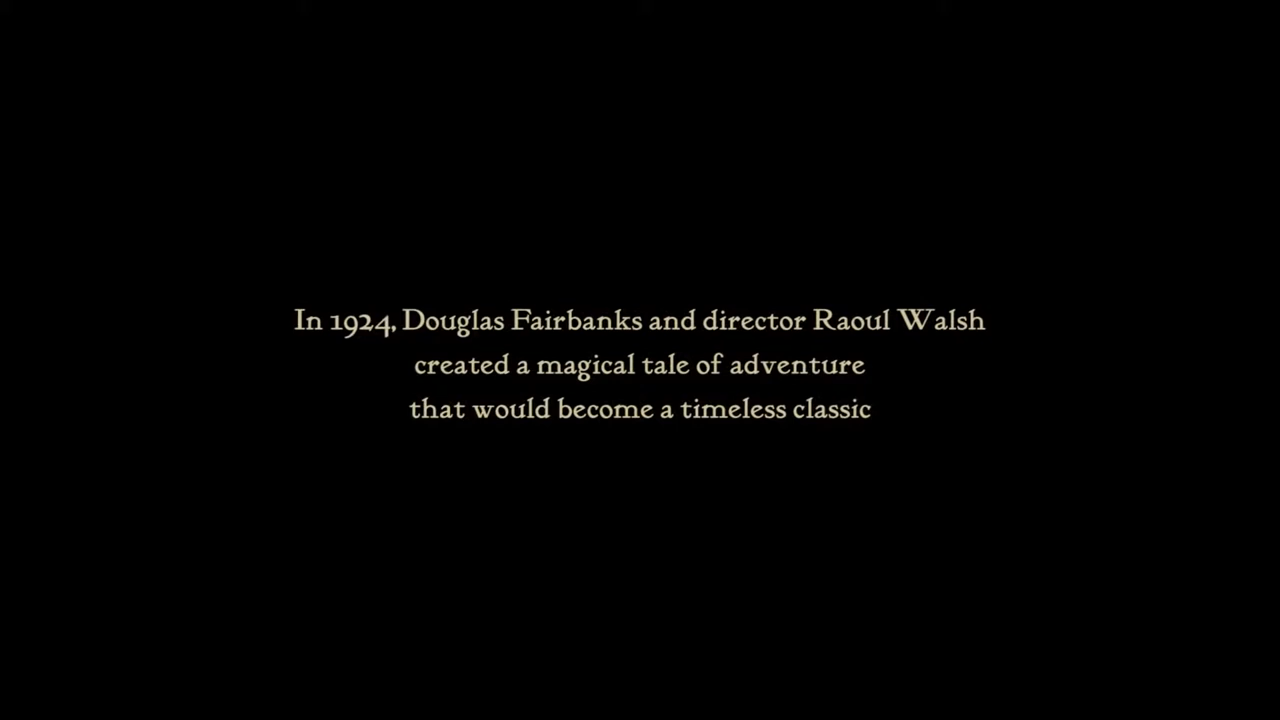 In 1924, Douglas Fairbanks and director Raoul Walsh
created a magical tale of adventure
that would become a timeless classic